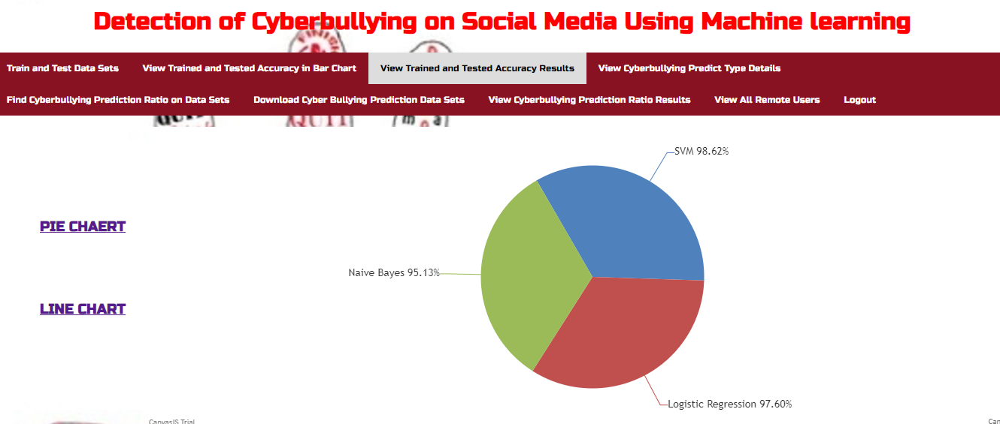 Detection of Cyberbullying on Social Media Using Machine learning
FINISH
Train and Test Data Sets
View Trained and Tested Accuracy in Bar Chart
View Trained and Tested Accuracy Results
View Cyberbullying Predict Type Details
Find Cyberbullying Prediction Ratio on Data Sets
Download Cyber Bullying Prediction Data Sets
View Cyberbullying Prediction Ratio Results
View All Remote Users
Logout
QUIT
SVM 98.62%
PIE CHAERT
Naive Bayes 95.13%
LINE CHART
Logistic Regression 97.60%
CanvasJS Trial